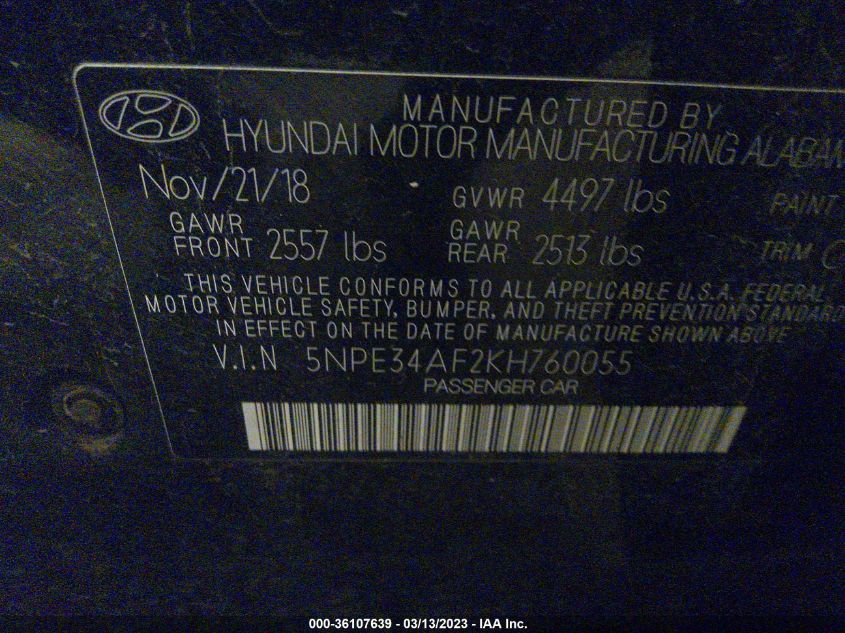 MANUFACTURED BY
HYUNDAI MOTOR MANUFACTURING ALABAM
Nov/21/18 GVWR 4497 lbs PAINT
GAWR FRONT 2557 lbs GAWR REAR 2513 lbs TRIM
THIS VEHICLE CONFORMS TO ALL APPLICABLE U.S.A. FEDERAL
MOTOR VEHICLE SAFETY, BUMPER, AND THEFT PREVENTION STANDARD
IN EFFECT ON THE DATE OF MANUFACTURE SHOWN ABOVE
V.I.N 5NPE34AF2KH760055
PASSENGER CAR
000-36107639 - 03/13/2023 - IAA Inc.